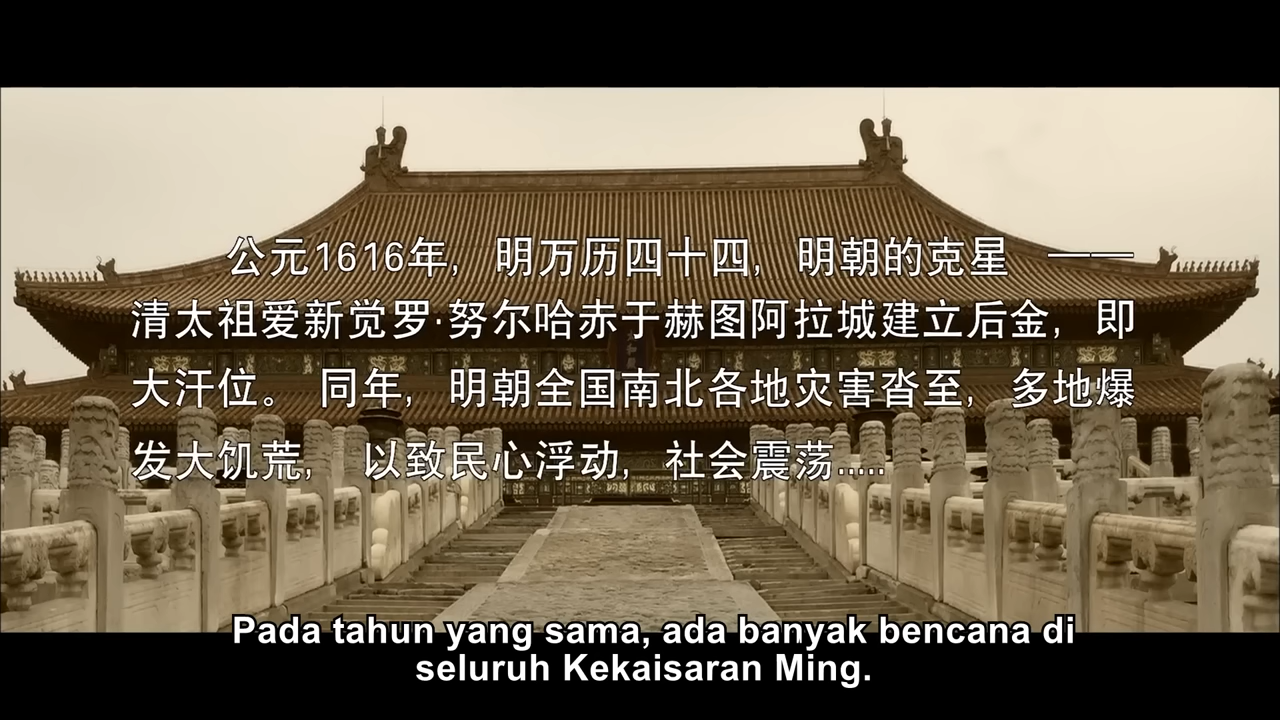 公元1616年, 明万历四十四, 明朝的克星 ——
清太祖爱新觉罗·努尔哈赤于赫图阿拉城建立后金, 即
大汗位。 同年, 明朝全国南北各地灾害沓至, 多地爆
发大饥荒, 以致民心浮动, 社会震荡.....
Pada tahun yang sama, ada banyak bencana di
seluruh Kekaisaran Ming.